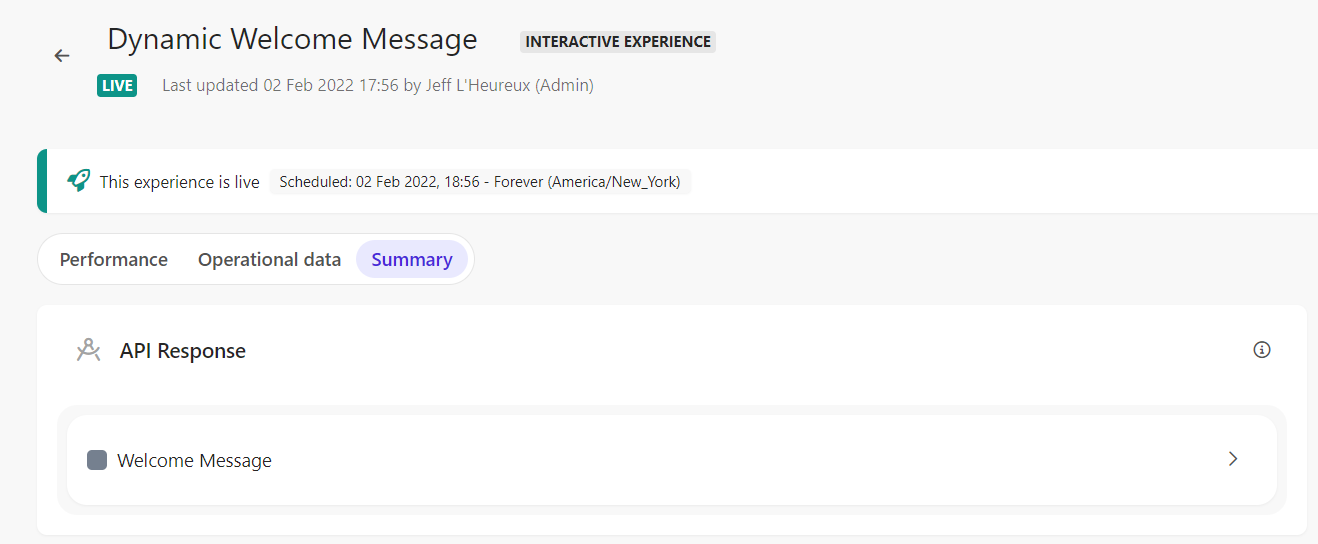 Dynamic Welcome Message INTERACTIVE EXPERIENCE
LIVE Last updated 02 Feb 2022 17:56 by Jeff L'Heureux (Admin)
This experience is live Scheduled: 02 Feb 2022, 18:56 - Forever (America/New_York)
Performance Operational data Summary
API Response
Welcome Message